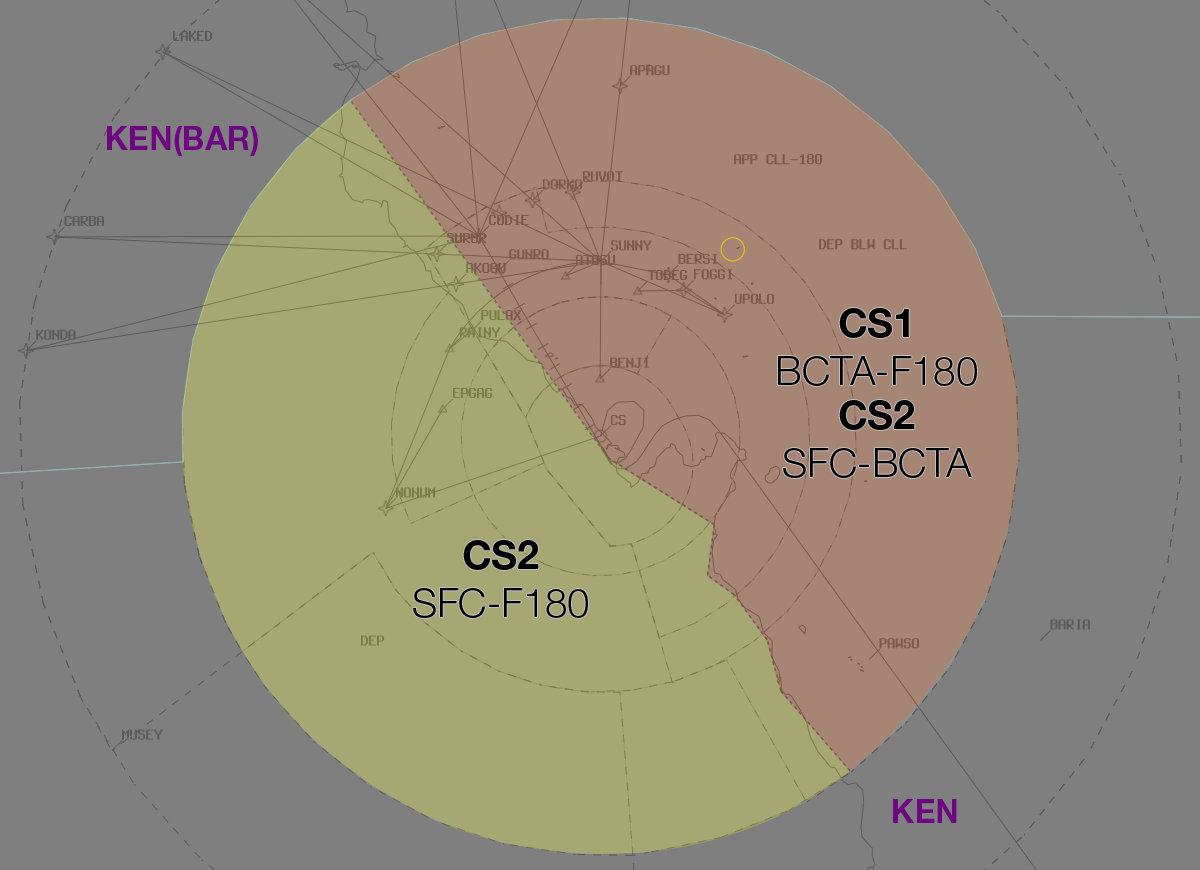 LAKED
APAGU
KEN(BAR)
APP CLL-180
RUVOT
DORKO
CODIE
CARBA
SUROR
GUNRO
SUNNY
DEP BLW CLL
ATOGU
BERSI
AKOGU
TOBEG
FOGGI
UPOLO
PULAX
CS1
RAINY
KONDA
BENJI
BCTA-F180
EPGAG
CS
CS2
SFC-BCTA
NONUM
CS2
SFC-F180
DEP
BARIA
PAWSO
MUSEY
KEN